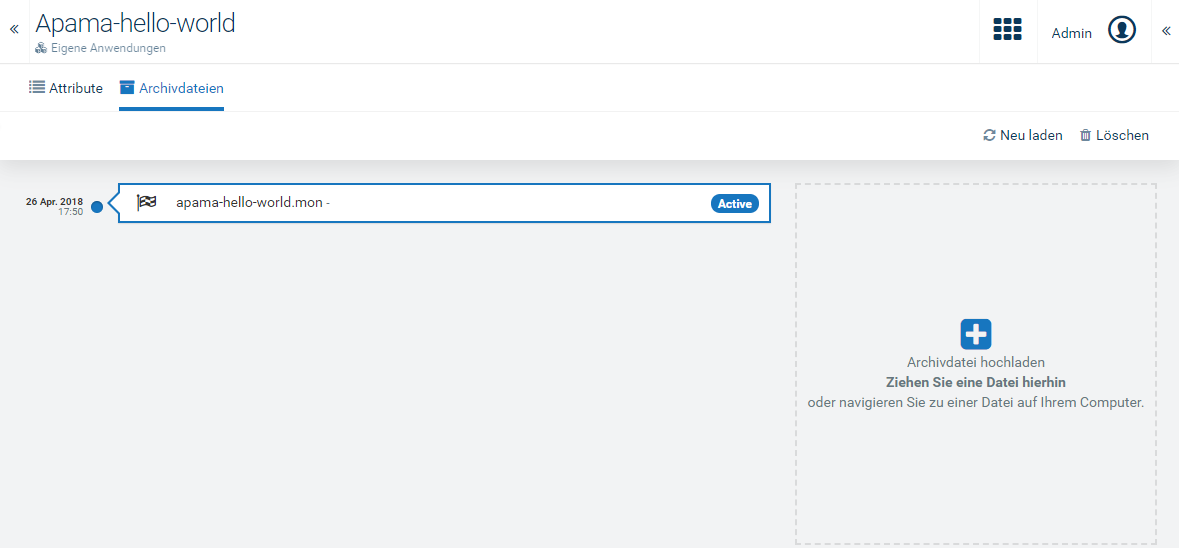 Apama-hello-world
Eigene Anwendungen
Admin
Attribute
Archivdateien
Neu laden
Löschen
26 Apr. 2018
17:50
apama-hello-world.mon -
Active
Archivdatei hochladen
Ziehen Sie eine Datei hierhin
oder navigieren Sie zu einer Datei auf Ihrem Computer.